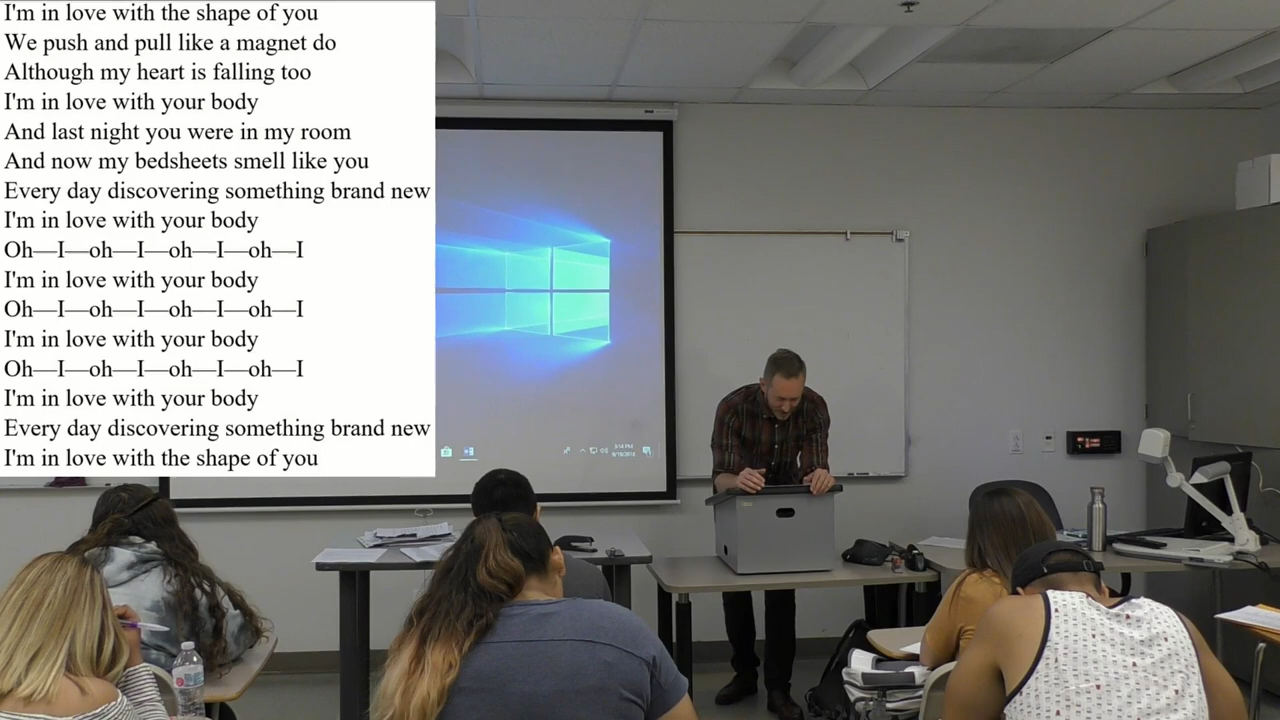 I'm in love with the shape of you
We push and pull like a magnet do
Although my heart is falling too
I'm in love with your body
And last night you were in my room
And now my bedsheets smell like you
Every day discovering something brand new
I'm in love with your body
Oh—I—oh—I—oh—I—oh—I
I'm in love with your body
Oh—I—oh—I—oh—I—oh—I
I'm in love with your body
Oh—I—oh—I—oh—I—oh—I
I'm in love with your body
Every day discovering something brand new
I'm in love with the shape of you